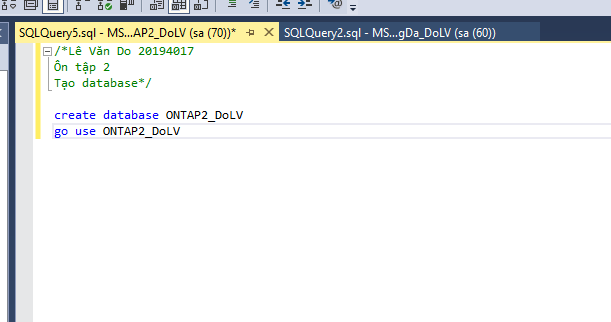 SQLQuery5.sql - MS...AP2_DoLV (sa (70))*
SQLQuery2.sql - MS...gDa_DoLV (sa (60))
/*Lê Văn Do 20194017
Ôn tập 2
Tạo database*/
create database ONTAP2_DoLV
go use ONTAP2_DoLV